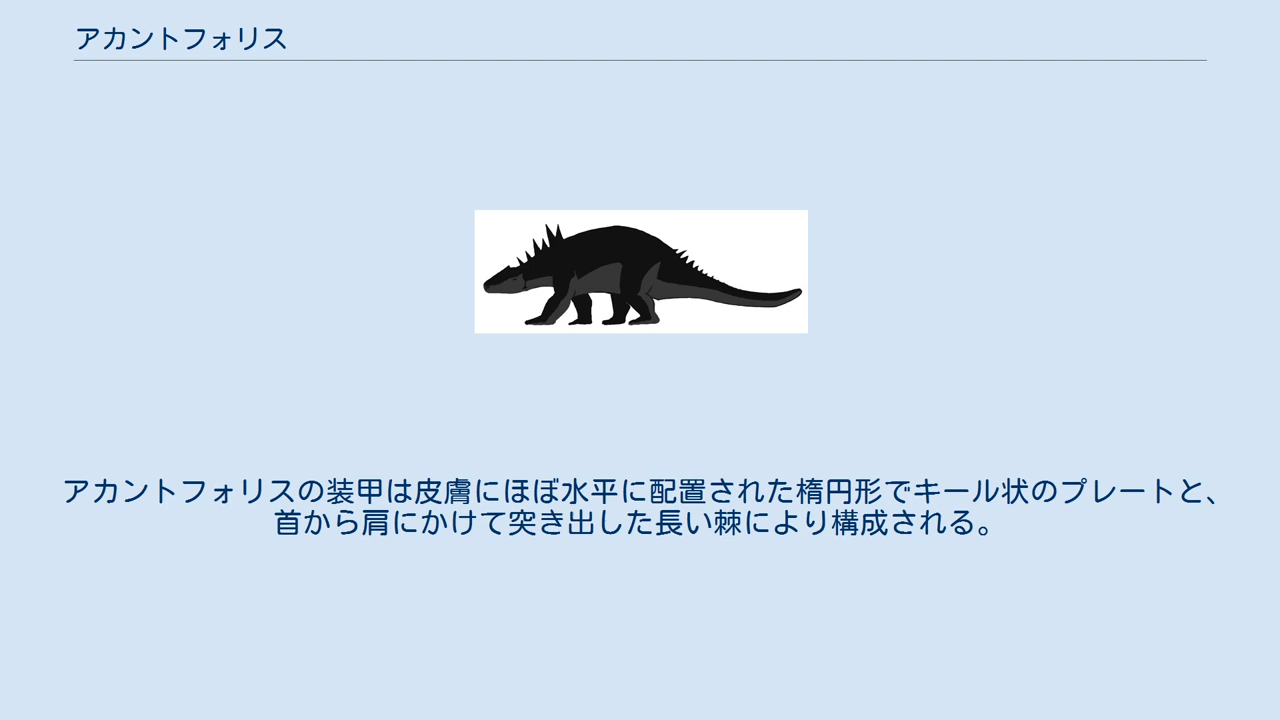 アカントフォリス
アカントフォリスの装甲は皮膚にほぼ水平に配置された楕円形でキール状のプレートと、
首から肩にかけて突き出した長い棘により構成される。